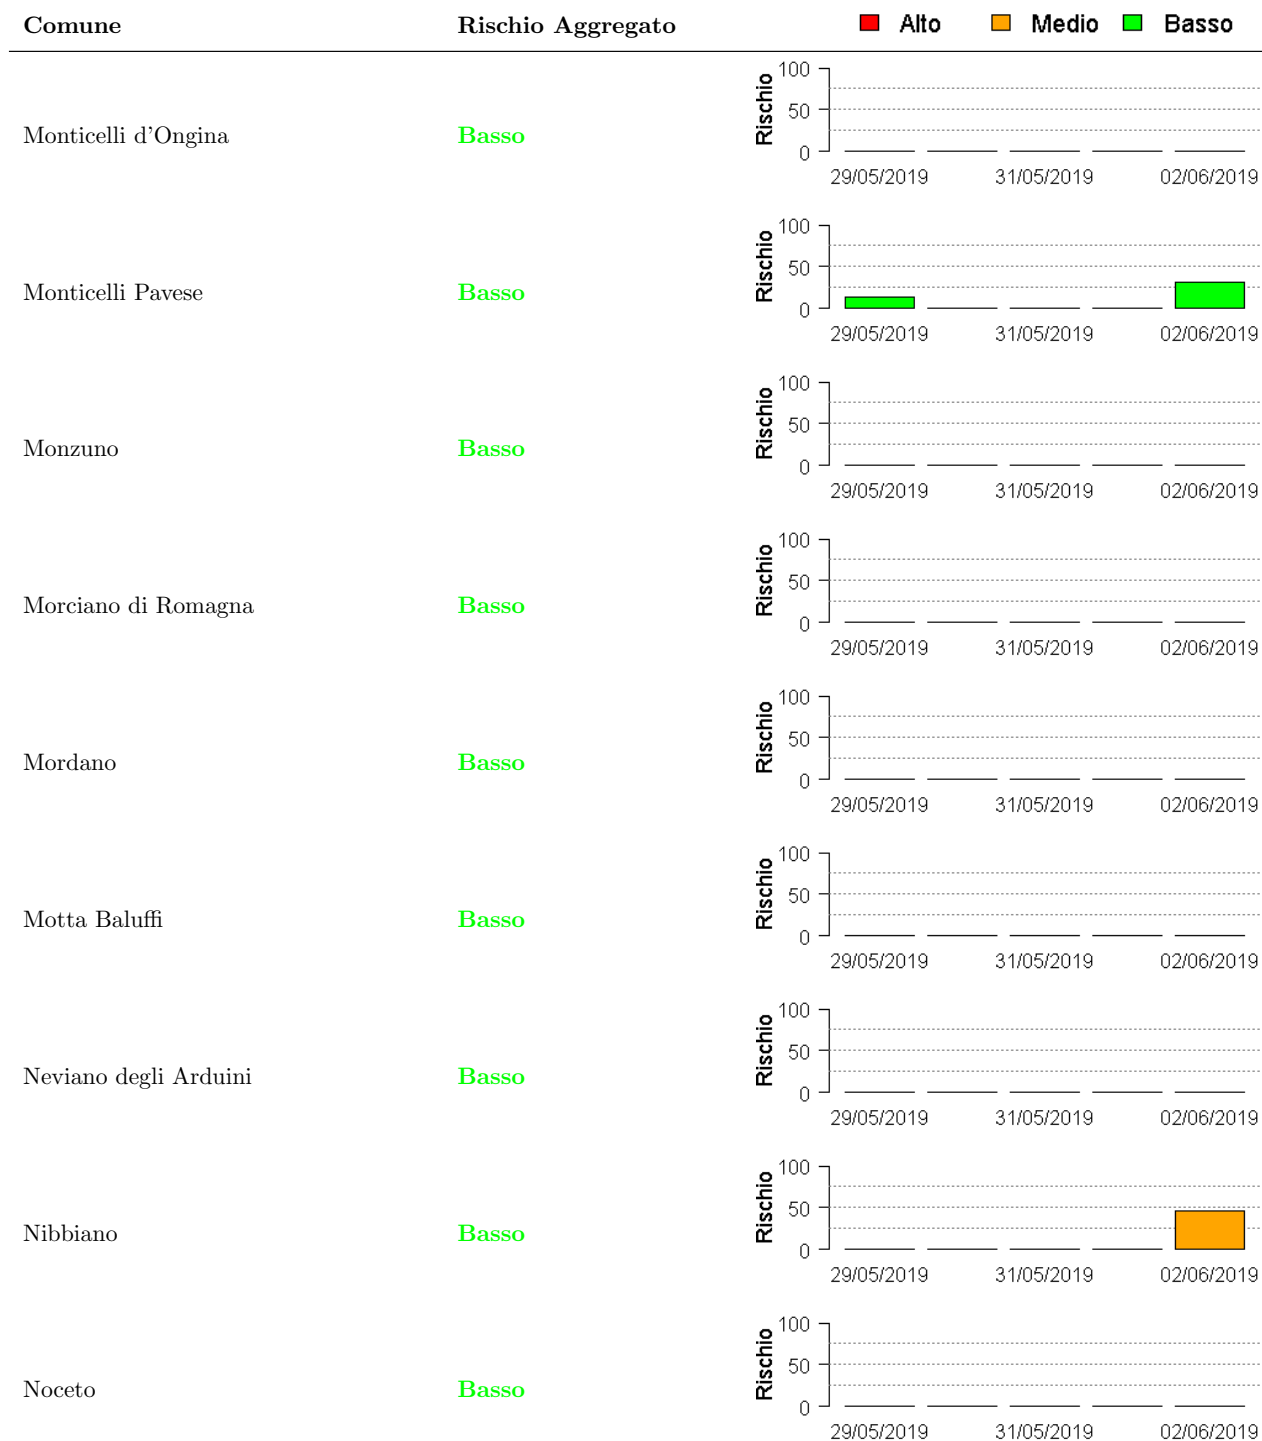 Comune Rischio Aggregato Alto Medio Basso
Monticelli d'Ongina Basso
Rischio
100
50
0
29/05/2019 31/05/2019 02/06/2019
Monticelli Pavese Basso
Rischio
100
50
0
29/05/2019 31/05/2019 02/06/2019
Monzuno Basso
Rischio
100
50
0
29/05/2019 31/05/2019 02/06/2019
Morciano di Romagna Basso
Rischio
100
50
0
29/05/2019 31/05/2019 02/06/2019
Mordano Basso
Rischio
100
50
0
29/05/2019 31/05/2019 02/06/2019
Motta Baluffi Basso
Rischio
100
50
0
29/05/2019 31/05/2019 02/06/2019
Neviano degli Arduini Basso
Rischio
100
50
0
29/05/2019 31/05/2019 02/06/2019
Nibbiano Basso
Rischio
100
50
0
29/05/2019 31/05/2019 02/06/2019
Noceto Basso
Rischio
100
50
0
29/05/2019 31/05/2019 02/06/2019